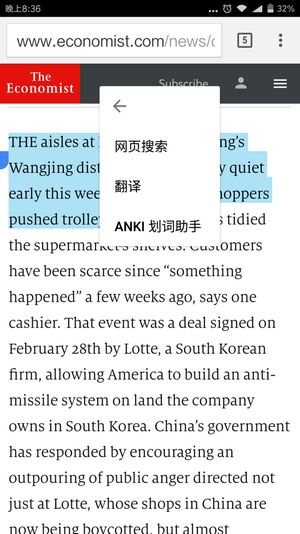 晚上8:36
32%
www.economist.com/news/c
5
The
Economist
Subscribe
网页搜索
翻译
ANKI 划词助手
THE aisles at ng's
Wangjing dist y quiet
early this wee hoppers
pushed trolley s tidied
the supermarket's shelves. Customers
have been scarce since “something
happened” a few weeks ago, says one
cashier. That event was a deal signed on
February 28th by Lotte, a South Korean
firm, allowing America to build an anti-
missile system on land the company
owns in South Korea. China’s government
has responded by encouraging an
outpouring of public anger directed not
just at Lotte, whose shops in China are
now being boycotted, but almost